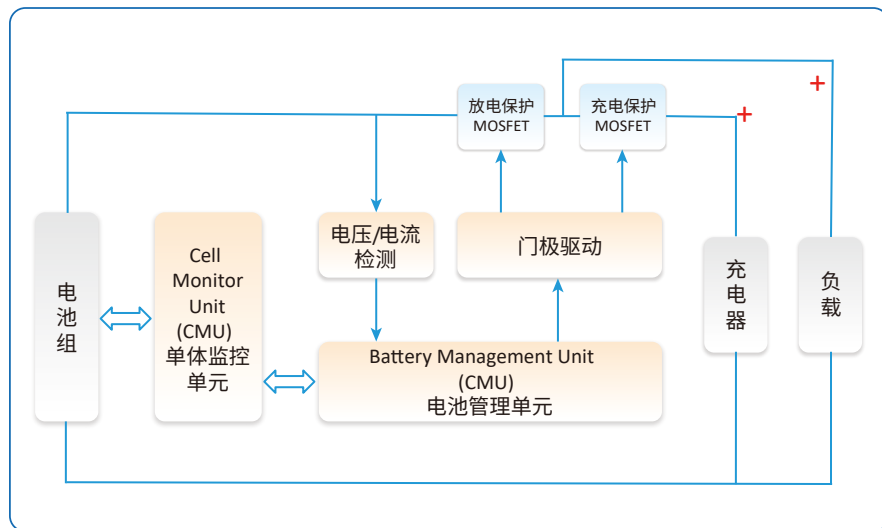 放电保护
MOSFET
充电保护
MOSFET
+
+
电池组
Cell
Monitor
Unit
(CMU)
单体监控
单元
电压/电流
检测
门极驱动
Battery Management Unit
(CMU)
电池管理单元
充电器
负载